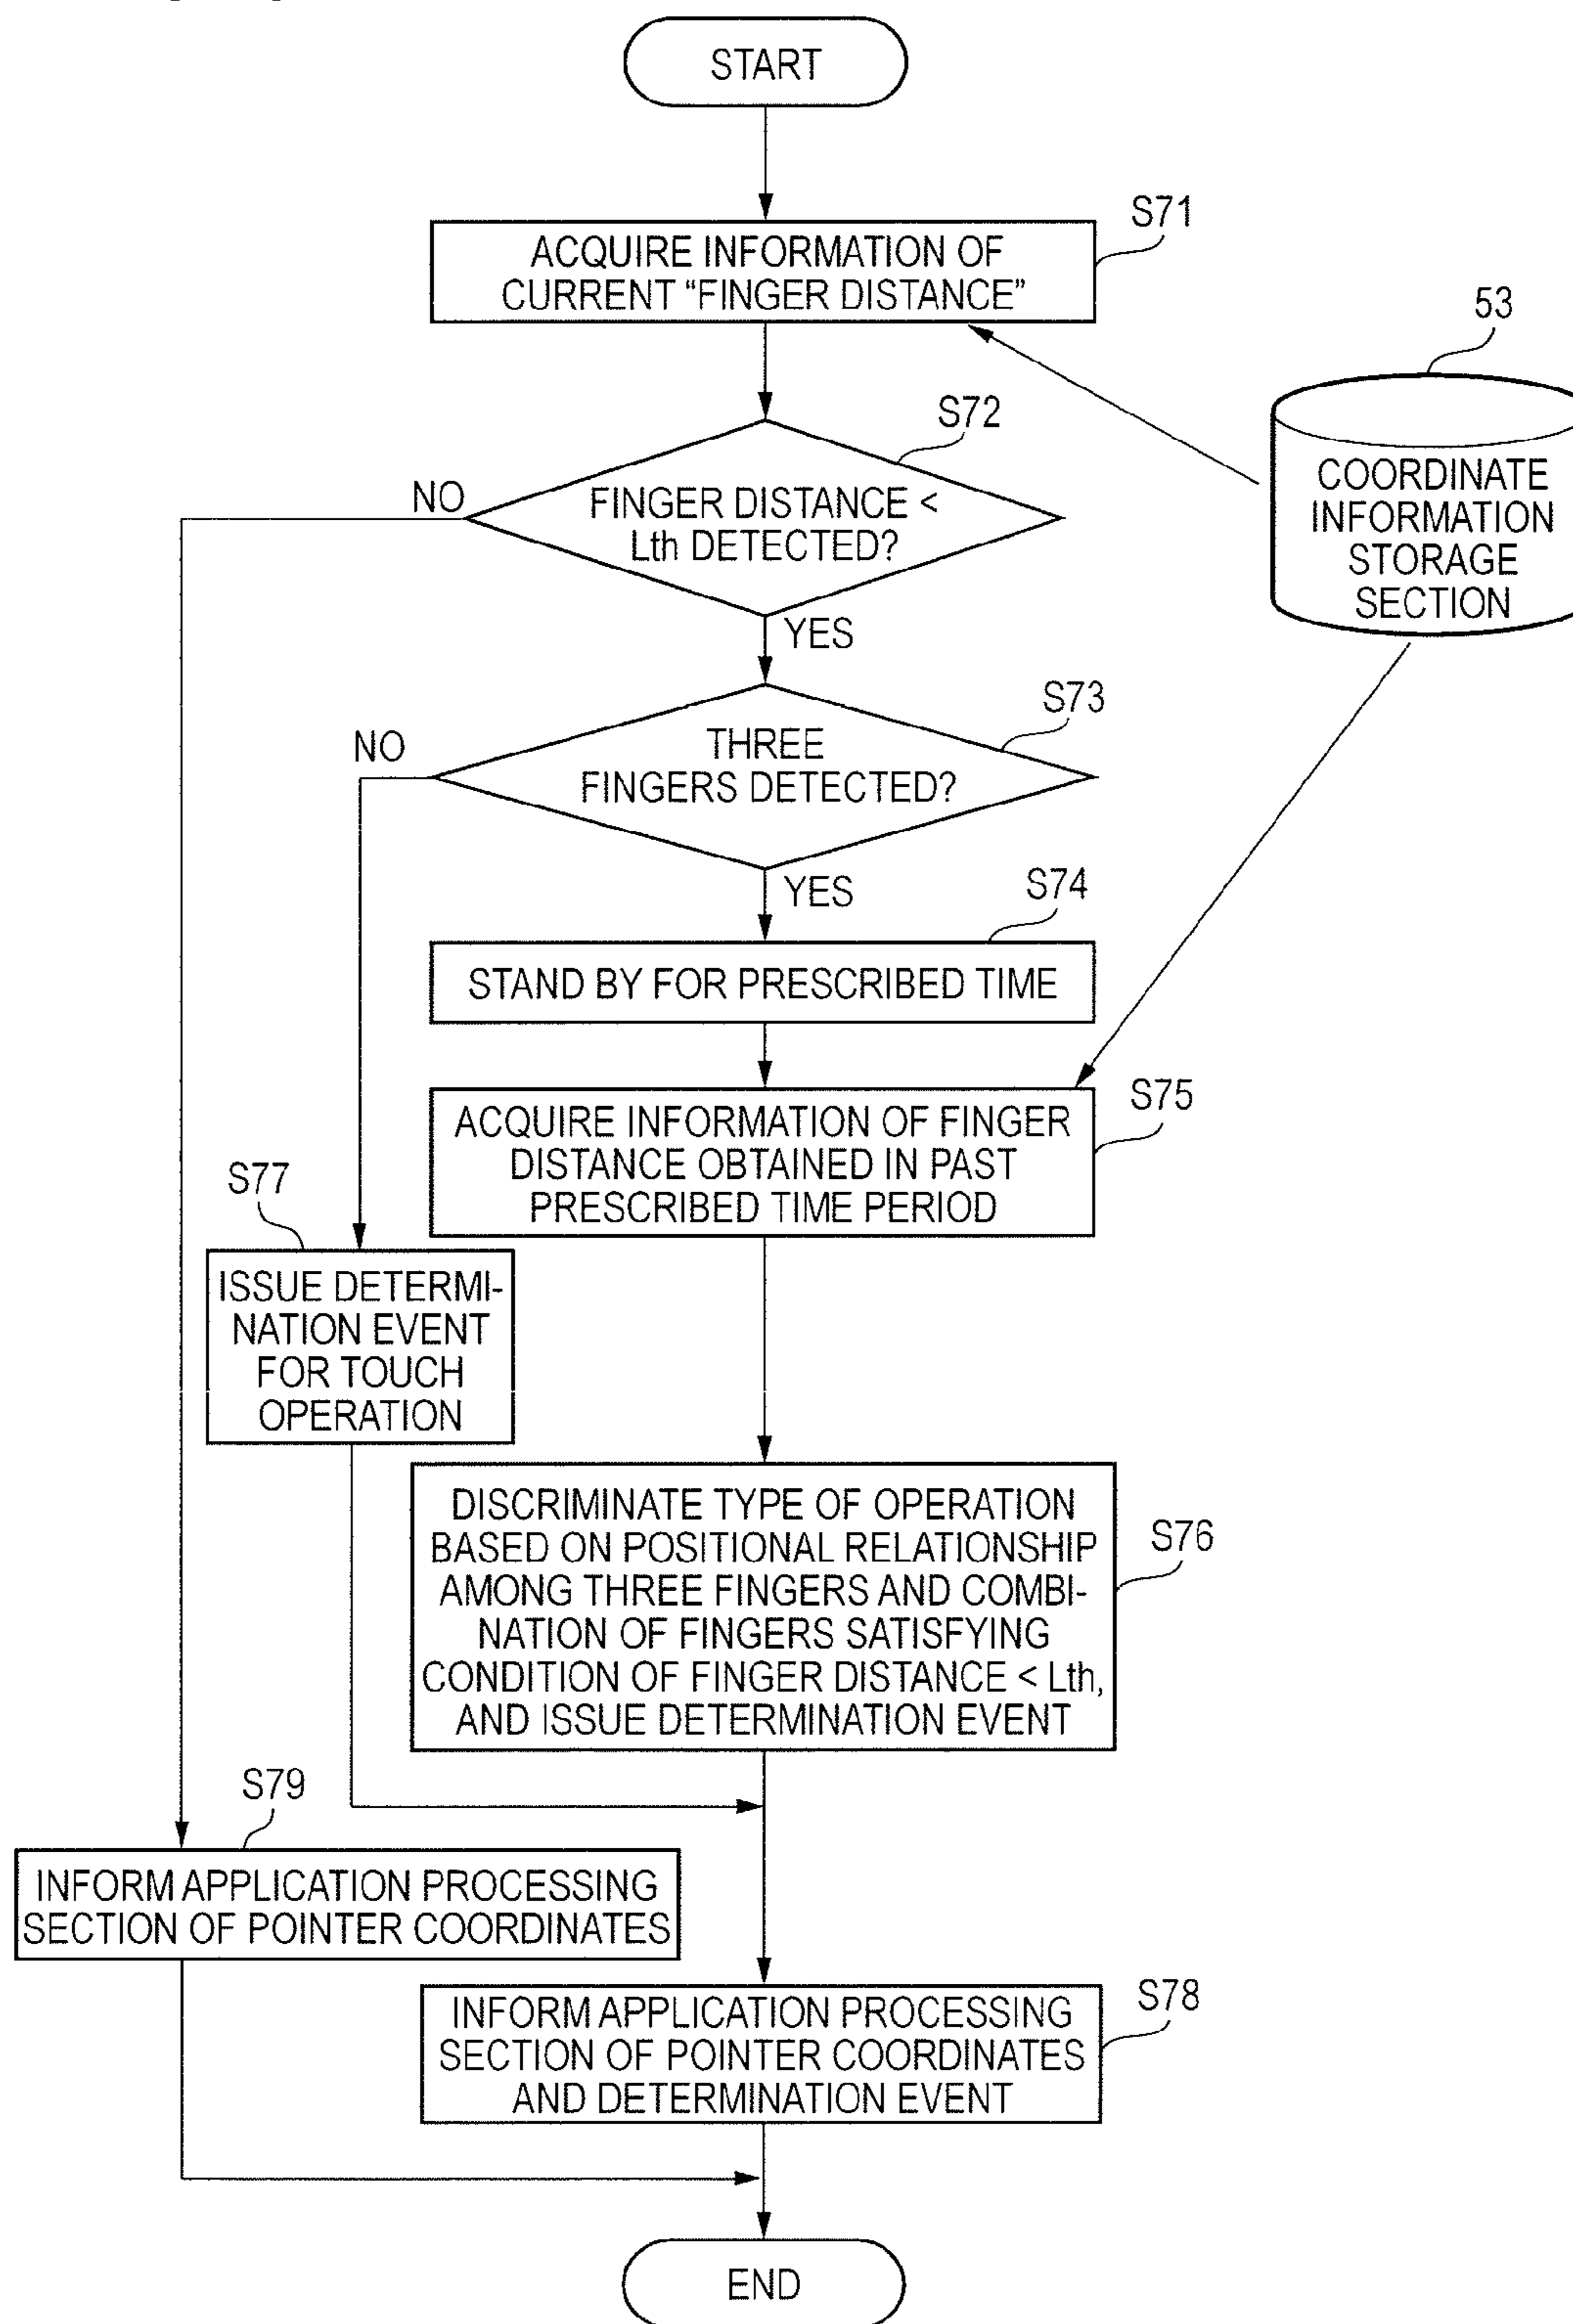 START
S71
ACQUIRE INFORMATION OF
CURRENT “FINGER DISTANCE”
53
COORDINATE
INFORMATION
STORAGE
SECTION
S72
NO
FINGER DISTANCE <
Lth DETECTED?
YES
S73
NO
THREE
FINGERS DETECTED?
YES
S74
STAND BY FOR PRESCRIBED TIME
S75
ACQUIRE INFORMATION OF FINGER
DISTANCE OBTAINED IN PAST
PRESCRIBED TIME PERIOD
S77
ISSUE DETERMI-
NATION EVENT
FOR TOUCH
OPERATION
S76
DISCRIMINATE TYPE OF OPERATION
BASED ON POSITIONAL RELATIONSHIP
AMONG THREE FINGERS AND COMBI-
NATION OF FINGERS SATISFYING
CONDITION OF FINGER DISTANCE < Lth,
AND ISSUE DETERMINATION EVENT
S79
INFORM APPLICATION PROCESSING
SECTION OF POINTER COORDINATES
S78
INFORM APPLICATION PROCESSING
SECTION OF POINTER COORDINATES
AND DETERMINATION EVENT
END